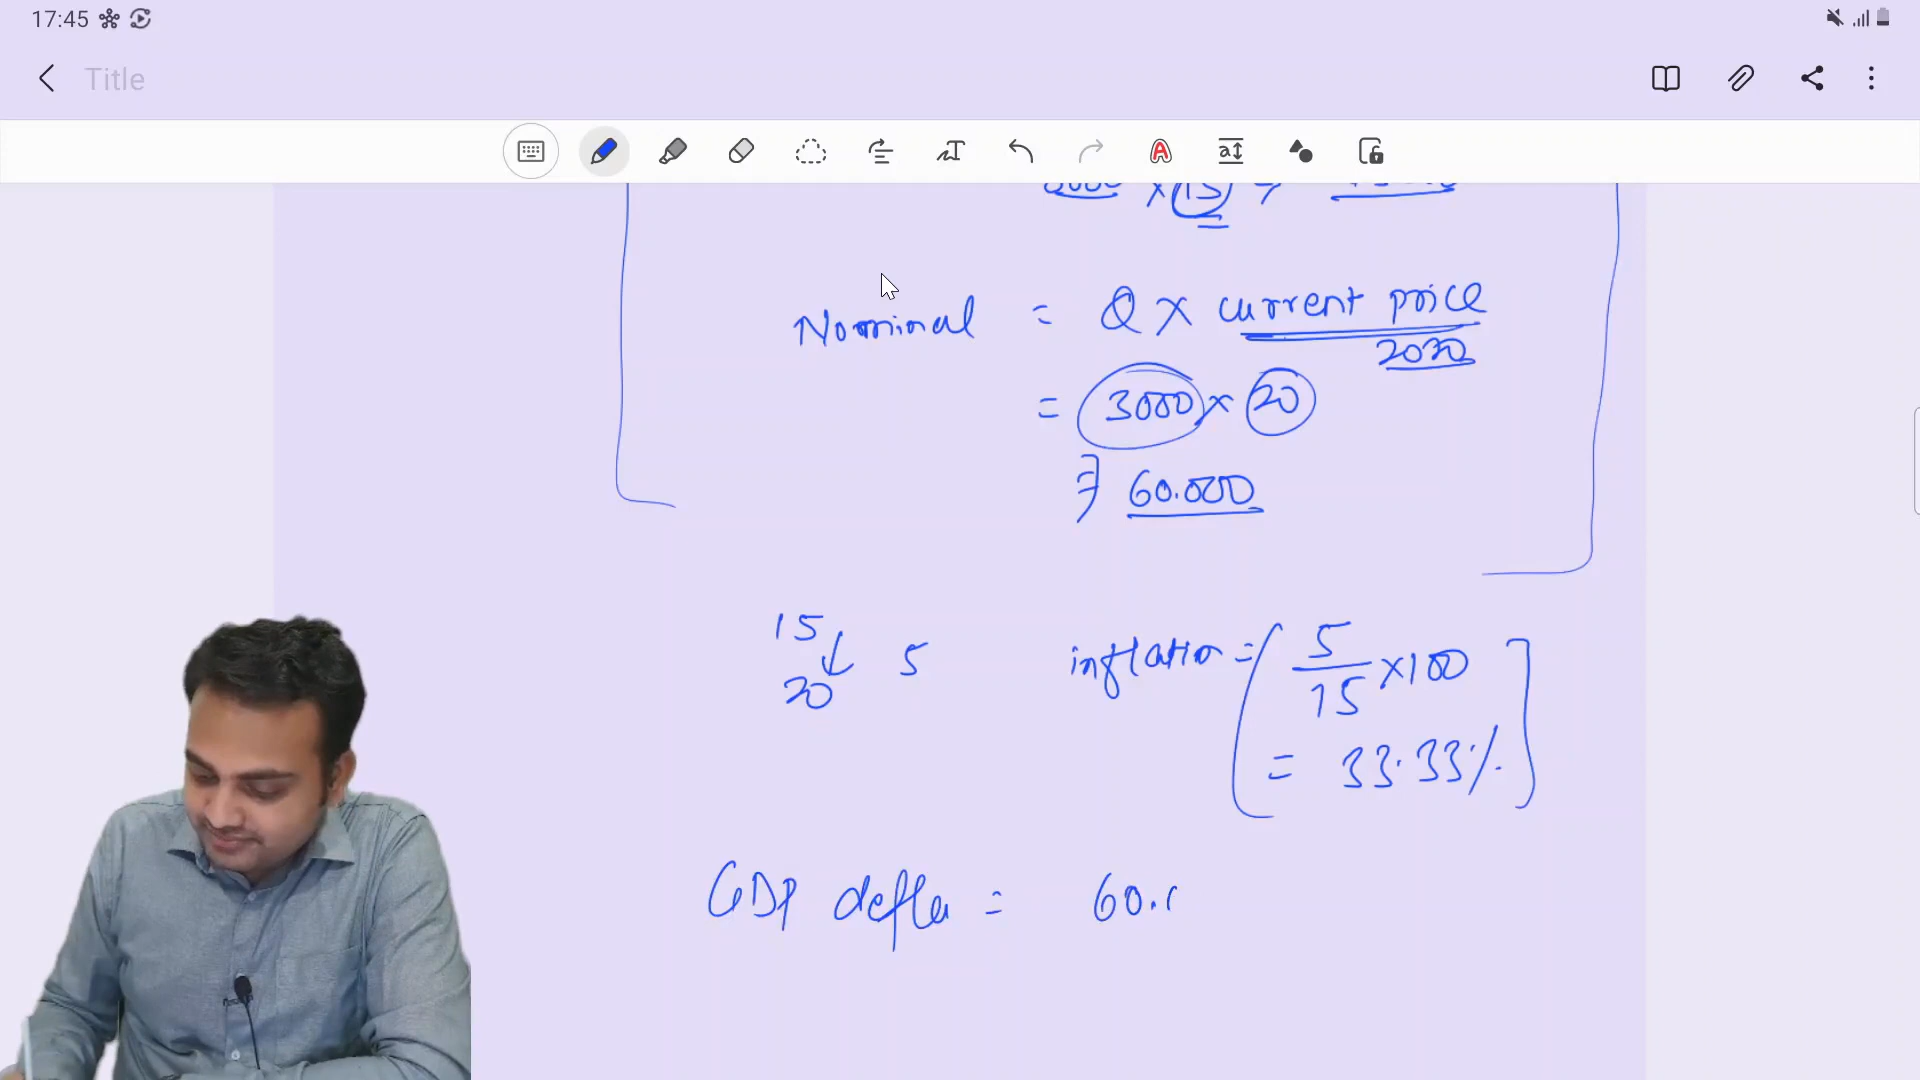 17:45
Title
× 15 ⇒
Nominal = Q × current price
2020
= 3000 × 20
⇒ 60.000
15
20
5
inflation = 5/15 × 100
= 33.33%
GDP defla = 60.